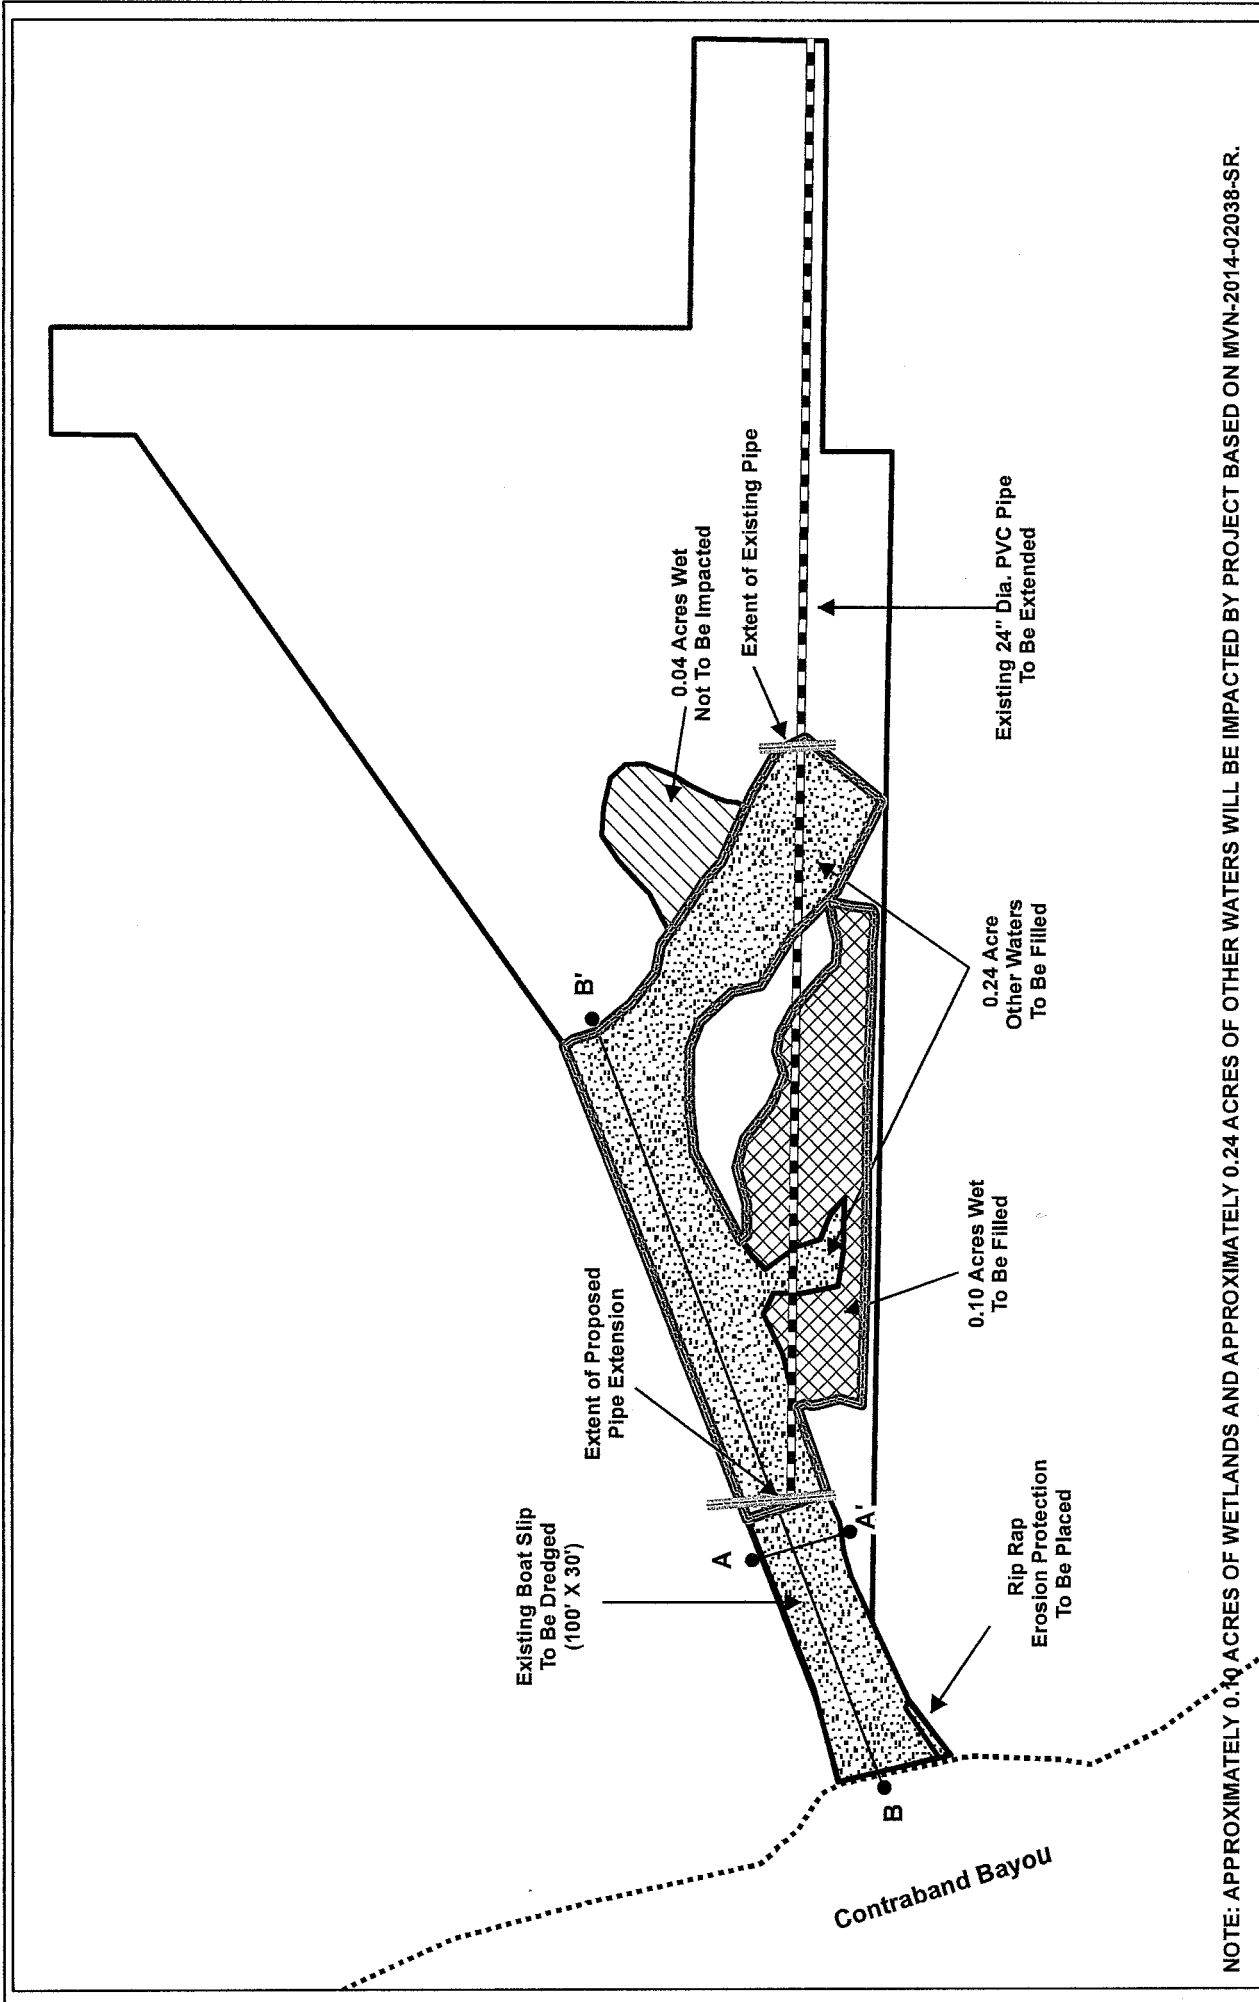 0.04 Acres Wet
Not To Be Impacted
Extent of Existing Pipe
Existing 24" Dia. PVC Pipe
To Be Extended
B'
0.24 Acre
Other Waters
To Be Filled
Extent of Proposed
Pipe Extension
0.10 Acres Wet
To Be Filled
Existing Boat Slip
To Be Dredged
(100' X 30')
A
A'
Rip Rap
Erosion Protection
To Be Placed
B
Contraband Bayou
NOTE: APPROXIMATELY 0.10 ACRES OF WETLANDS AND APPROXIMATELY 0.24 ACRES OF OTHER WATERS WILL BE IMPACTED BY PROJECT BASED ON MVN-2014-02038-SR.